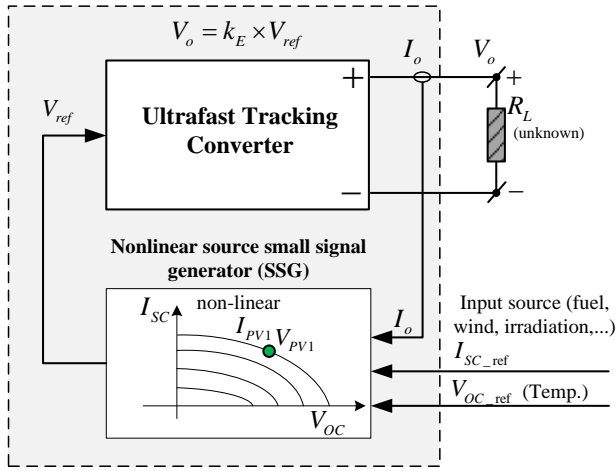 V_o = k_E × V_ref
I_o
V_o
+
+
V_ref
Ultrafast Tracking
Converter
R_L
(unknown)
−
−
Nonlinear source small signal
generator (SSG)
I_SC
non-linear
I_PV1
V_PV1
V_OC
I_o
Input source (fuel,
wind, irradiation,...)
I_SC_ref
V_OC_ref (Temp.)